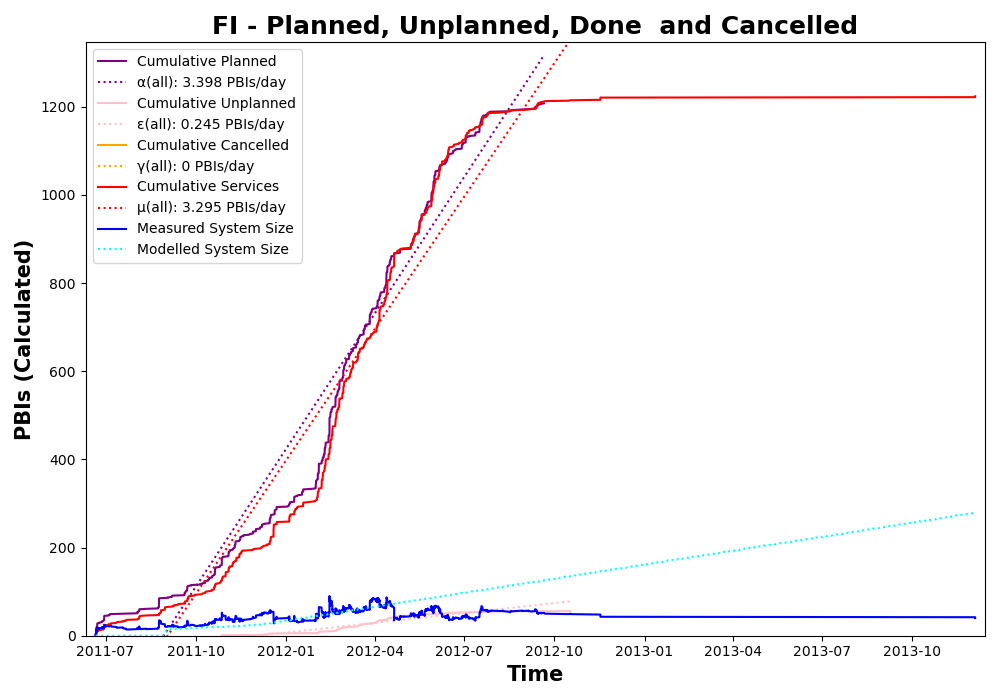 FI - Planned, Unplanned, Done  and Cancelled
Cumulative Planned
α(all): 3.398 PBIs/day
Cumulative Unplanned
ε(all): 0.245 PBIs/day
Cumulative Cancelled
γ(all): 0 PBIs/day
Cumulative Services
μ(all): 3.295 PBIs/day
Measured System Size
Modelled System Size
PBIs (Calculated)
1200
1000
800
600
400
200
0
2011-07 2011-10 2012-01 2012-04 2012-07 2012-10 2013-01 2013-04 2013-07 2013-10
Time